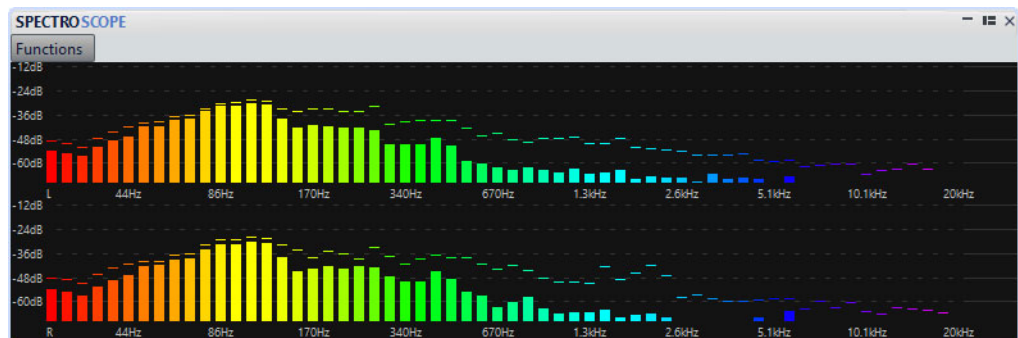 SPECTROSCOPE
Functions
-12dB
-24dB
-36dB
-48dB
-60dB
L 44Hz 86Hz 170Hz 340Hz 670Hz 1.3kHz 2.6kHz 5.1kHz 10.1kHz 20kHz
-12dB
-24dB
-36dB
-48dB
-60dB
R 44Hz 86Hz 170Hz 340Hz 670Hz 1.3kHz 2.6kHz 5.1kHz 10.1kHz 20kHz